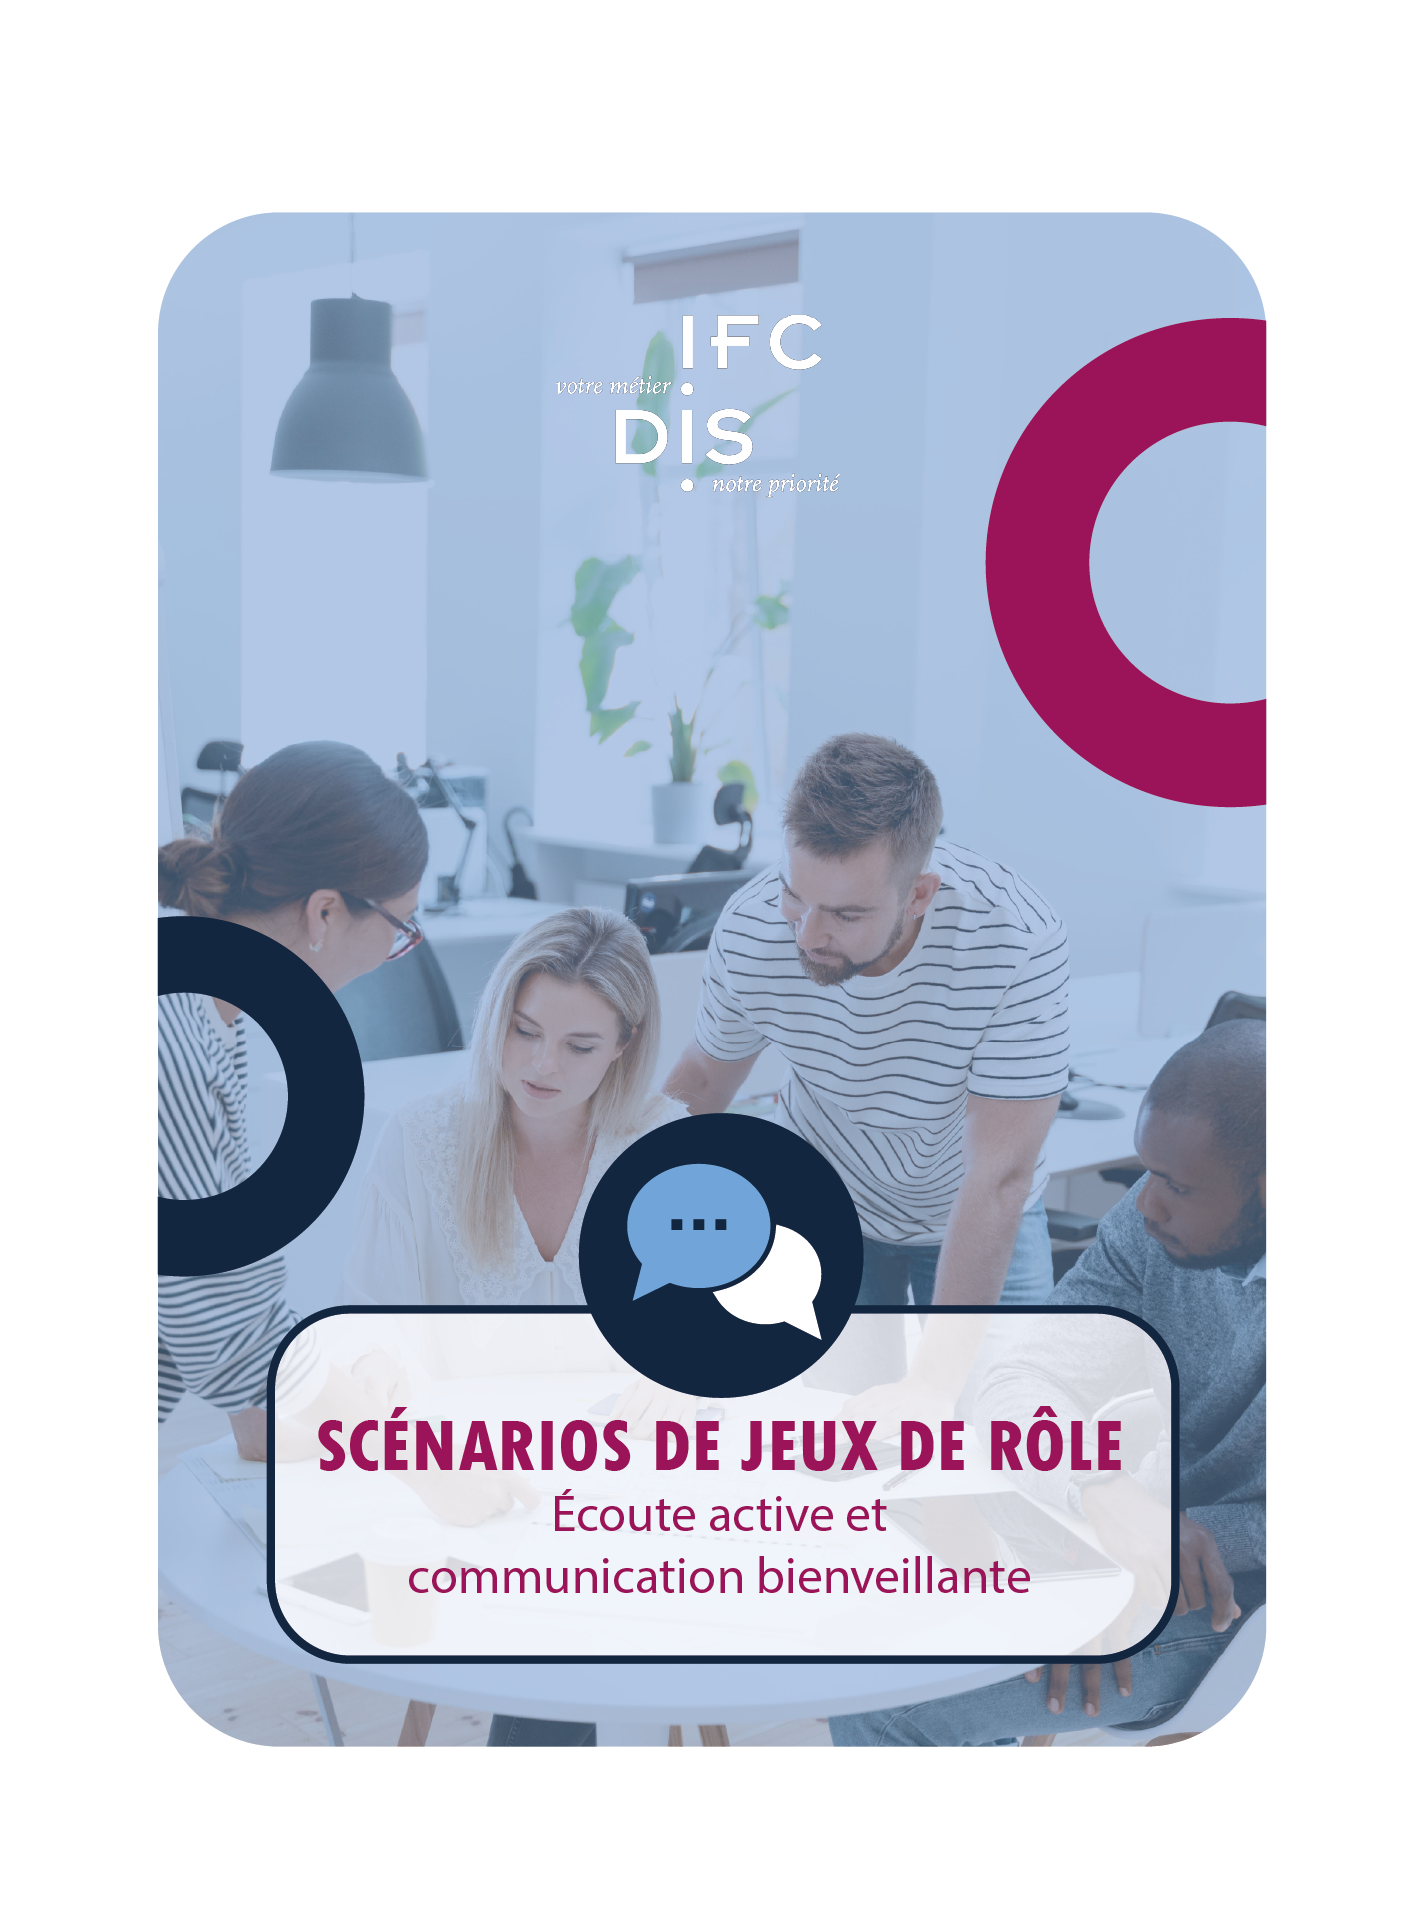 IFC
votre métier
DIS
notre priorité
...
SCÉNARIOS DE JEUX DE RÔLE
Écoute active et
communication bienveillante